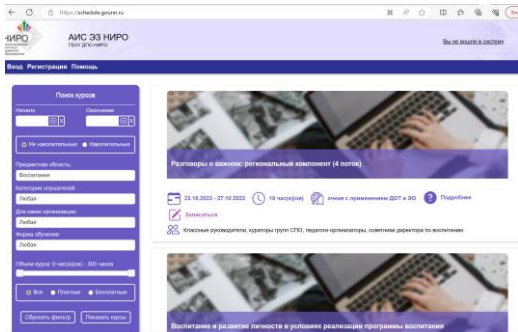 https://schedule.gounn.ru
НИРО
АИС ЭЗ НИРО
ГБОУ ДПО НИРО
Вы не вошли в систему
Вход Регистрация Помощь
Поиск курсов
Начало Окончание
Не накопительные Накопительные
Предметная область:
Воспитание
Категория слушателей:
Любая
Для каких организаций:
Любая
Форма обучения
Любая
Объем курса: 0 час(а)(ов) - 300 часов
Все Платные Бесплатные
Сбросить фильтр Показать курсы
Разговоры о важном: региональный компонент (4 поток)
23.10.2023 - 27.10.2023 18 час(а)(ов) очная с применением ДОТ и ЭО Подробнее
Записаться
Классные руководители, кураторы групп СПО, педагоги-организаторы, советники директора по воспитанию
Воспитание и развитие личности в условиях реализации программы воспитания